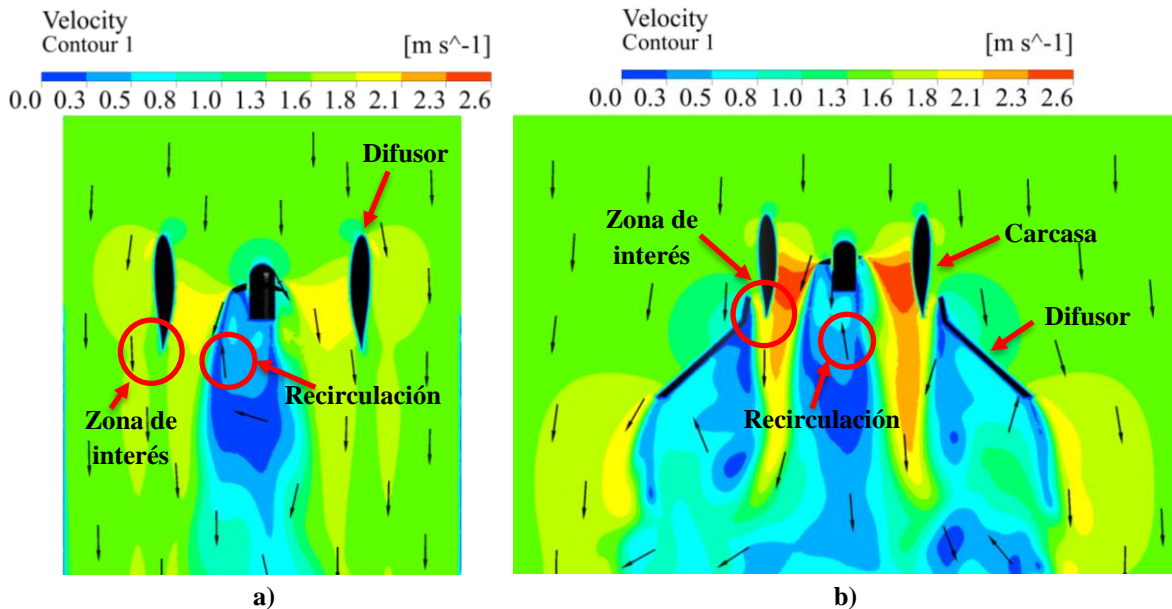 Velocity
Contour 1
[m s^-1]
0.0 0.3 0.5 0.8 1.0 1.3 1.6 1.8 2.1 2.3 2.6
Difusor
Recirculación
Zona de
interés
a)
Velocity
Contour 1
[m s^-1]
0.0 0.3 0.5 0.8 1.0 1.3 1.6 1.8 2.1 2.3 2.6
Zona de
interés
Carcasa
Difusor
Recirculación
b)